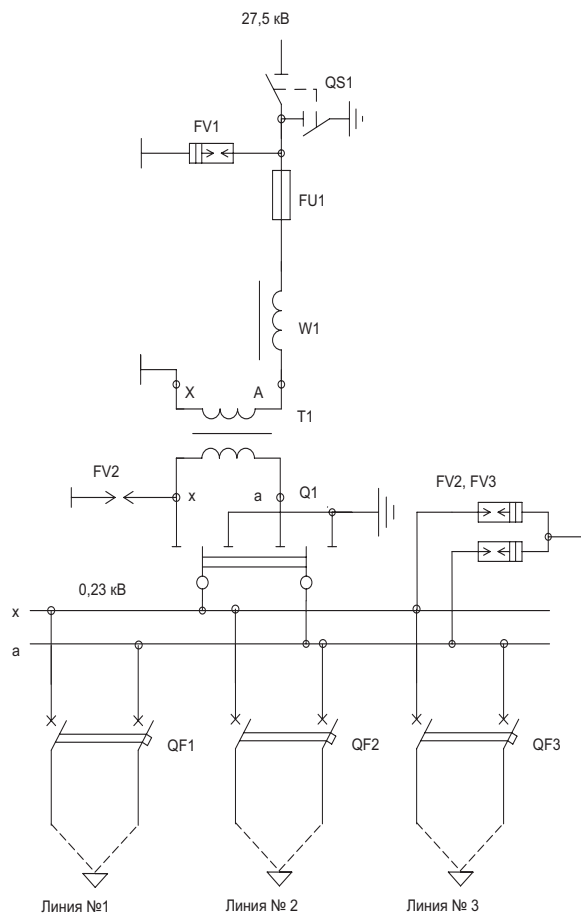 27,5 кВ
QS1
FV1
FU1
W1
X
A
T1
FV2
x
a
Q1
FV2, FV3
0,23 кВ
x
a
QF1
QF2
QF3
Линия №1
Линия № 2
Линия № 3